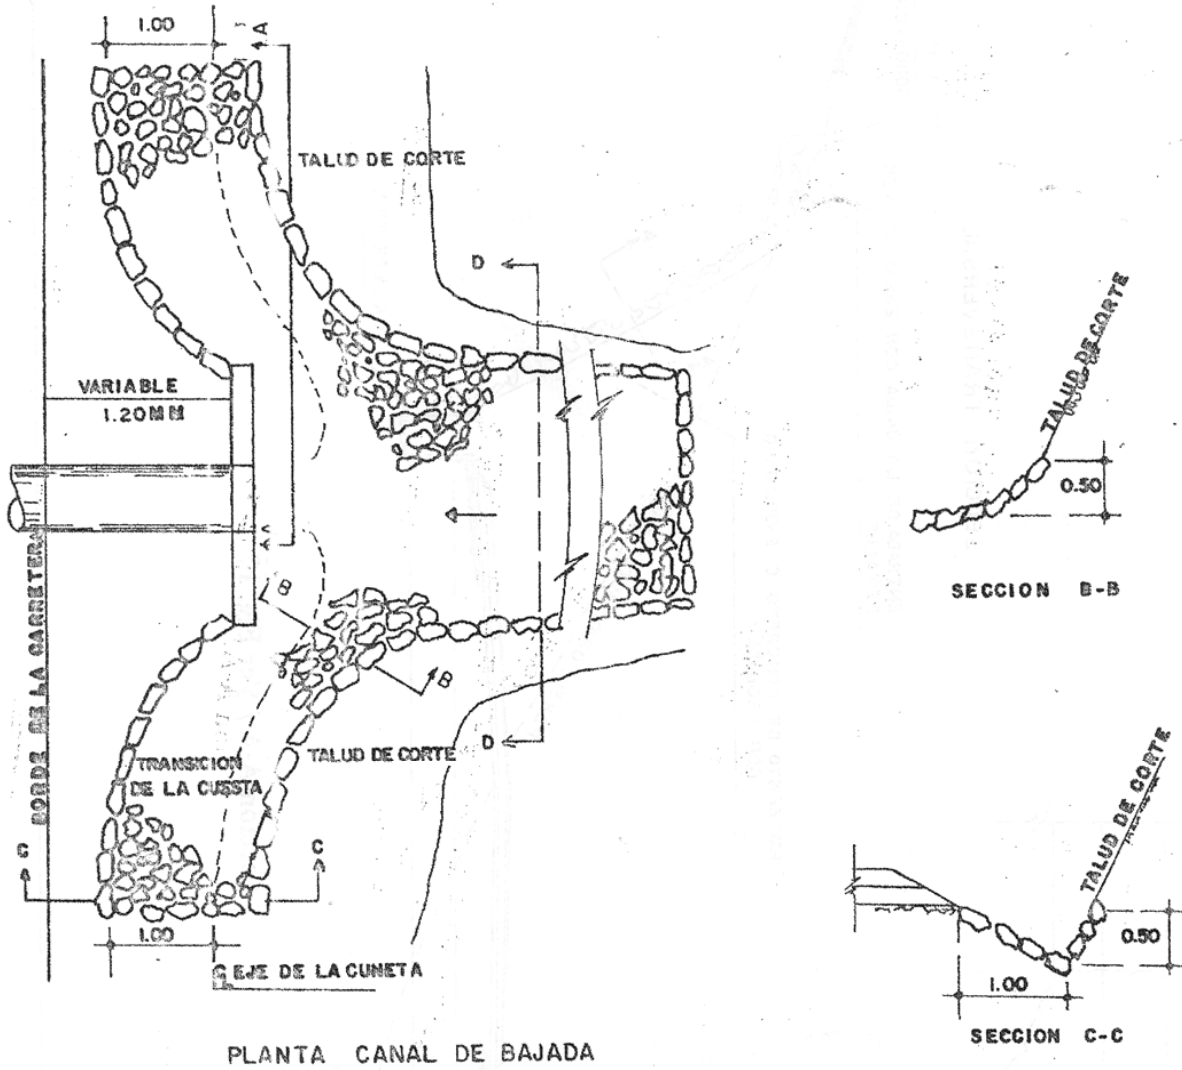 1.00
A
TALUD DE CORTE
D
VARIABLE
1.20MM
TALUD DE CORTE
0.50
SECCION B-B
A
B
BORDE DE LA CARRETERA
B
D
TALUD DE CORTE
TRANSICION
DE LA CUESTA
TALUD DE CORTE
C
C
0.50
1.00
1.00
EJE DE LA CUNETA
SECCION C-C
PLANTA CANAL DE BAJADA